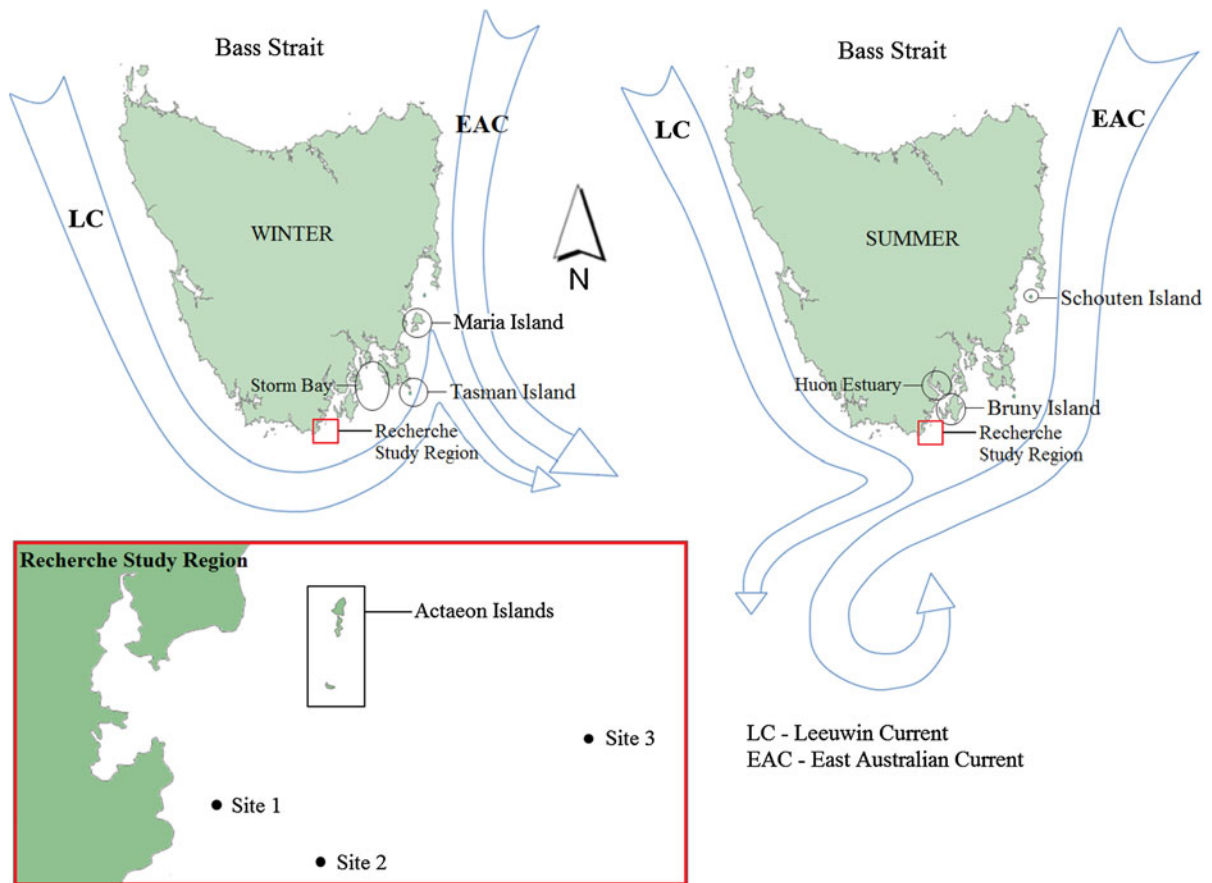 Bass Strait
EAC
LC
WINTER
N
Maria Island
Storm Bay
Tasman Island
Recherche
Study Region
Bass Strait
LC
EAC
SUMMER
Schouten Island
Huon Estuary
Bruny Island
Recherche
Study Region
Recherche Study Region
Actaeon Islands
Site 3
Site 1
Site 2
LC - Leeuwin Current
EAC - East Australian Current